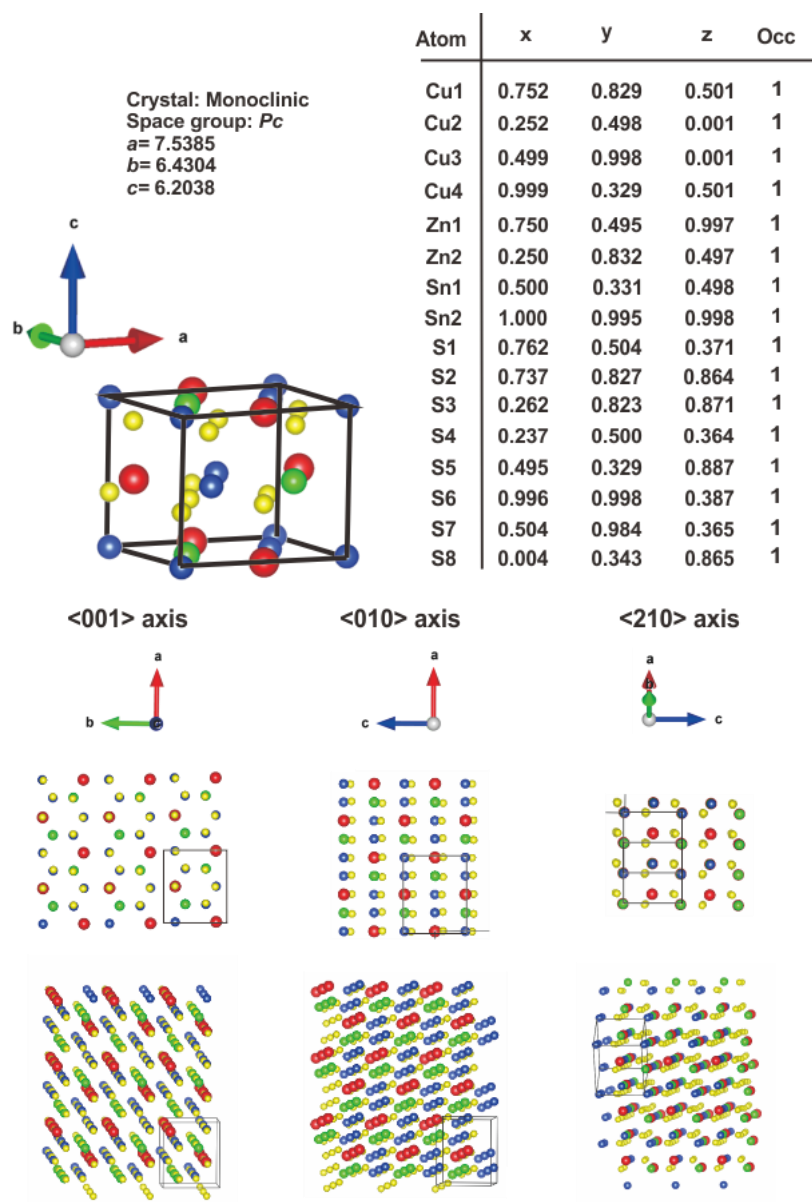 Atom x y z Occ
Crystal: Monoclinic
Space group: Pc
a= 7.5385
b= 6.4304
c= 6.2038
Cu1 0.752 0.829 0.501 1
Cu2 0.252 0.498 0.001 1
Cu3 0.499 0.998 0.001 1
Cu4 0.999 0.329 0.501 1
Zn1 0.750 0.495 0.997 1
Zn2 0.250 0.832 0.497 1
Sn1 0.500 0.331 0.498 1
Sn2 1.000 0.995 0.998 1
S1 0.762 0.504 0.371 1
S2 0.737 0.827 0.864 1
S3 0.262 0.823 0.871 1
S4 0.237 0.500 0.364 1
S5 0.495 0.329 0.887 1
S6 0.996 0.998 0.387 1
S7 0.504 0.984 0.365 1
S8 0.004 0.343 0.865 1
c
b
a
<001> axis <010> axis <210> axis
a a a
b
b c c